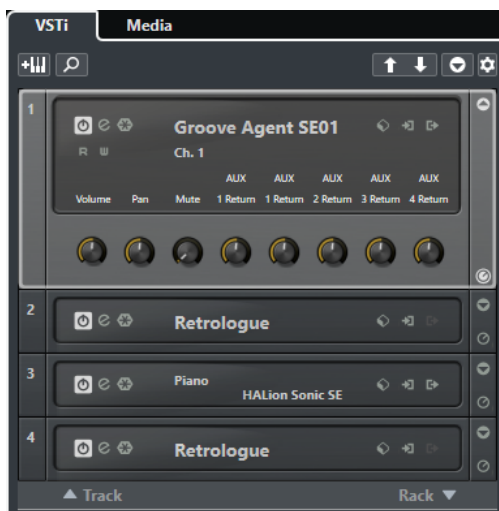 VSTi Media
1
Groove Agent SE01
R W Ch. 1
AUX AUX AUX AUX AUX
Volume Pan Mute 1 Return 1 Return 2 Return 3 Return 4 Return
2
Retrologue
3
Piano
HALion Sonic SE
4
Retrologue
Track Rack